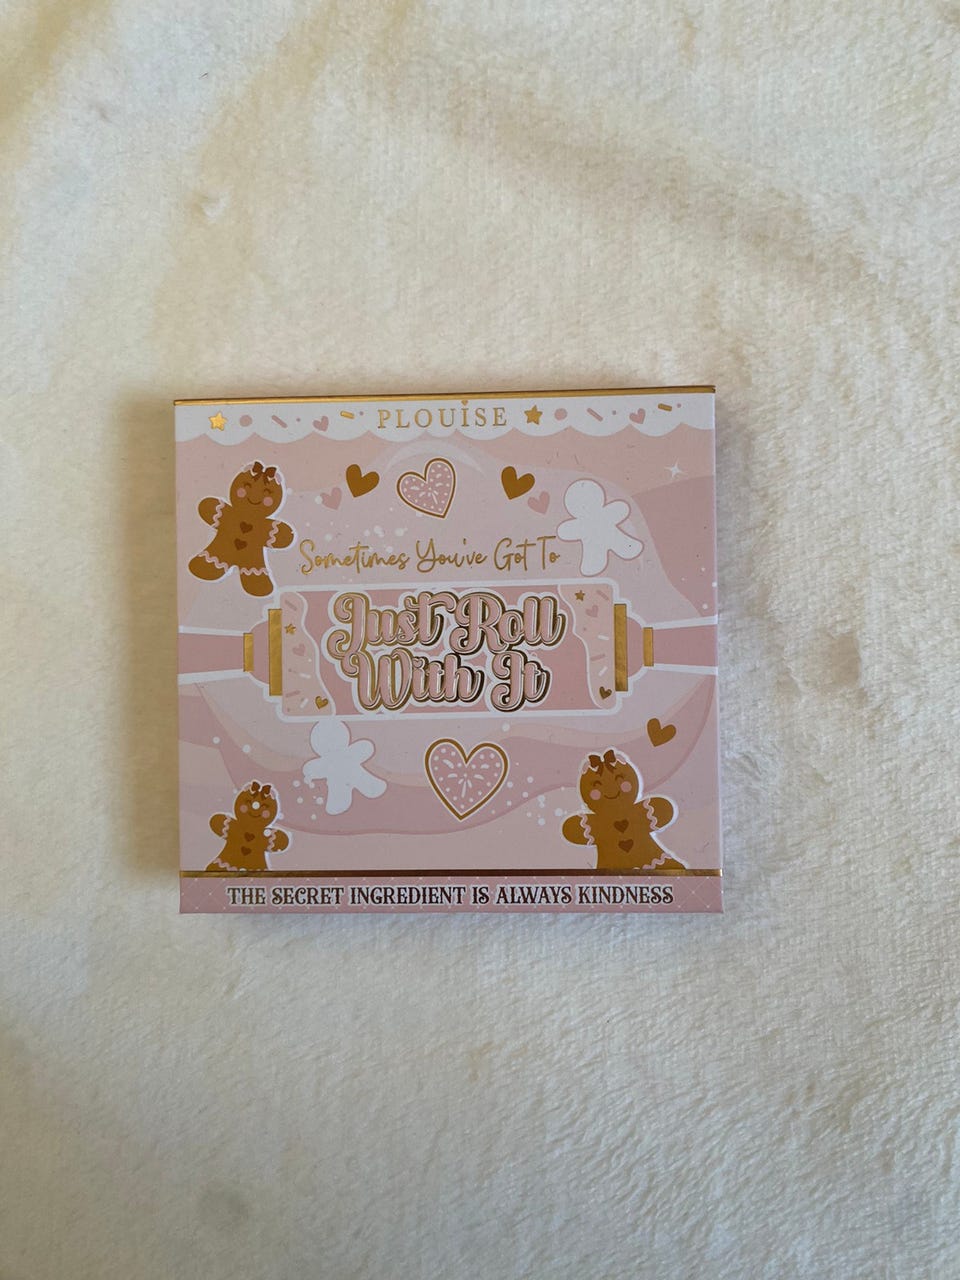 PLOUISE
Sometimes You've Got To
Just Roll
With It
THE SECRET INGREDIENT IS ALWAYS KINDNESS